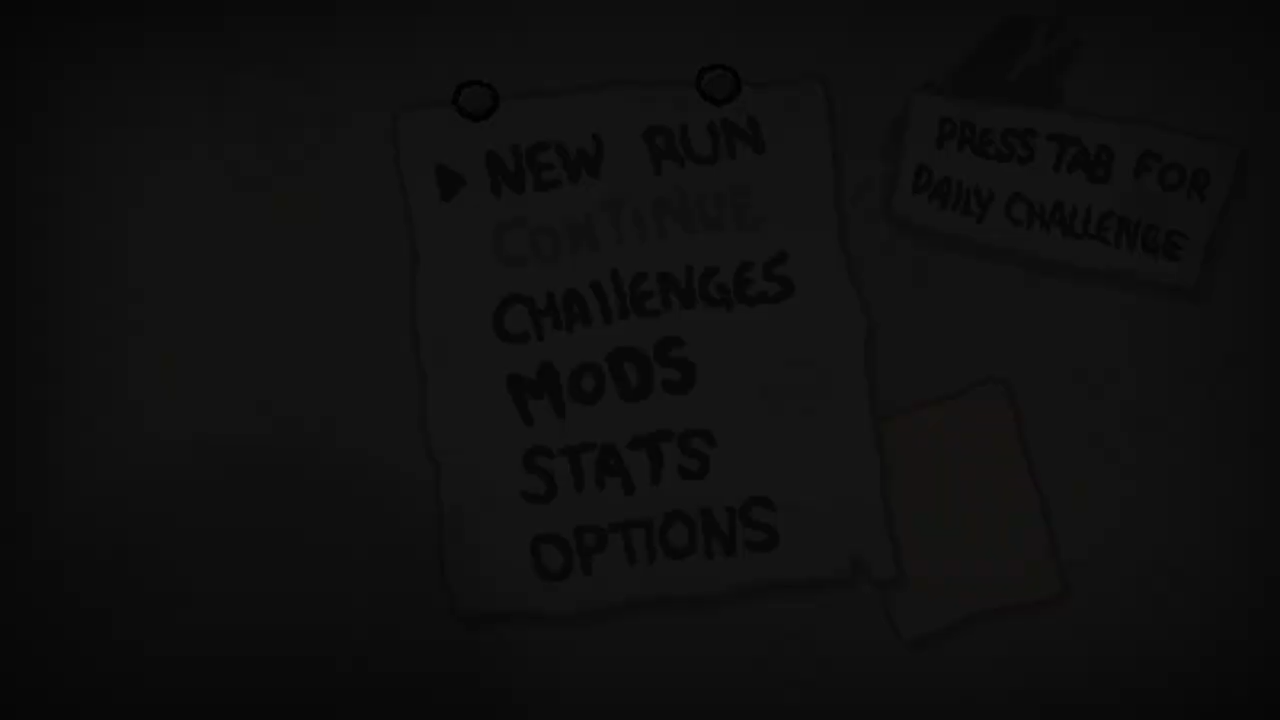 NEW RUN
CONTINUE
CHAllENGES
MoDS
STATS
OPTIONS
PRESS TAB FOR
DAILY CHALLENGE